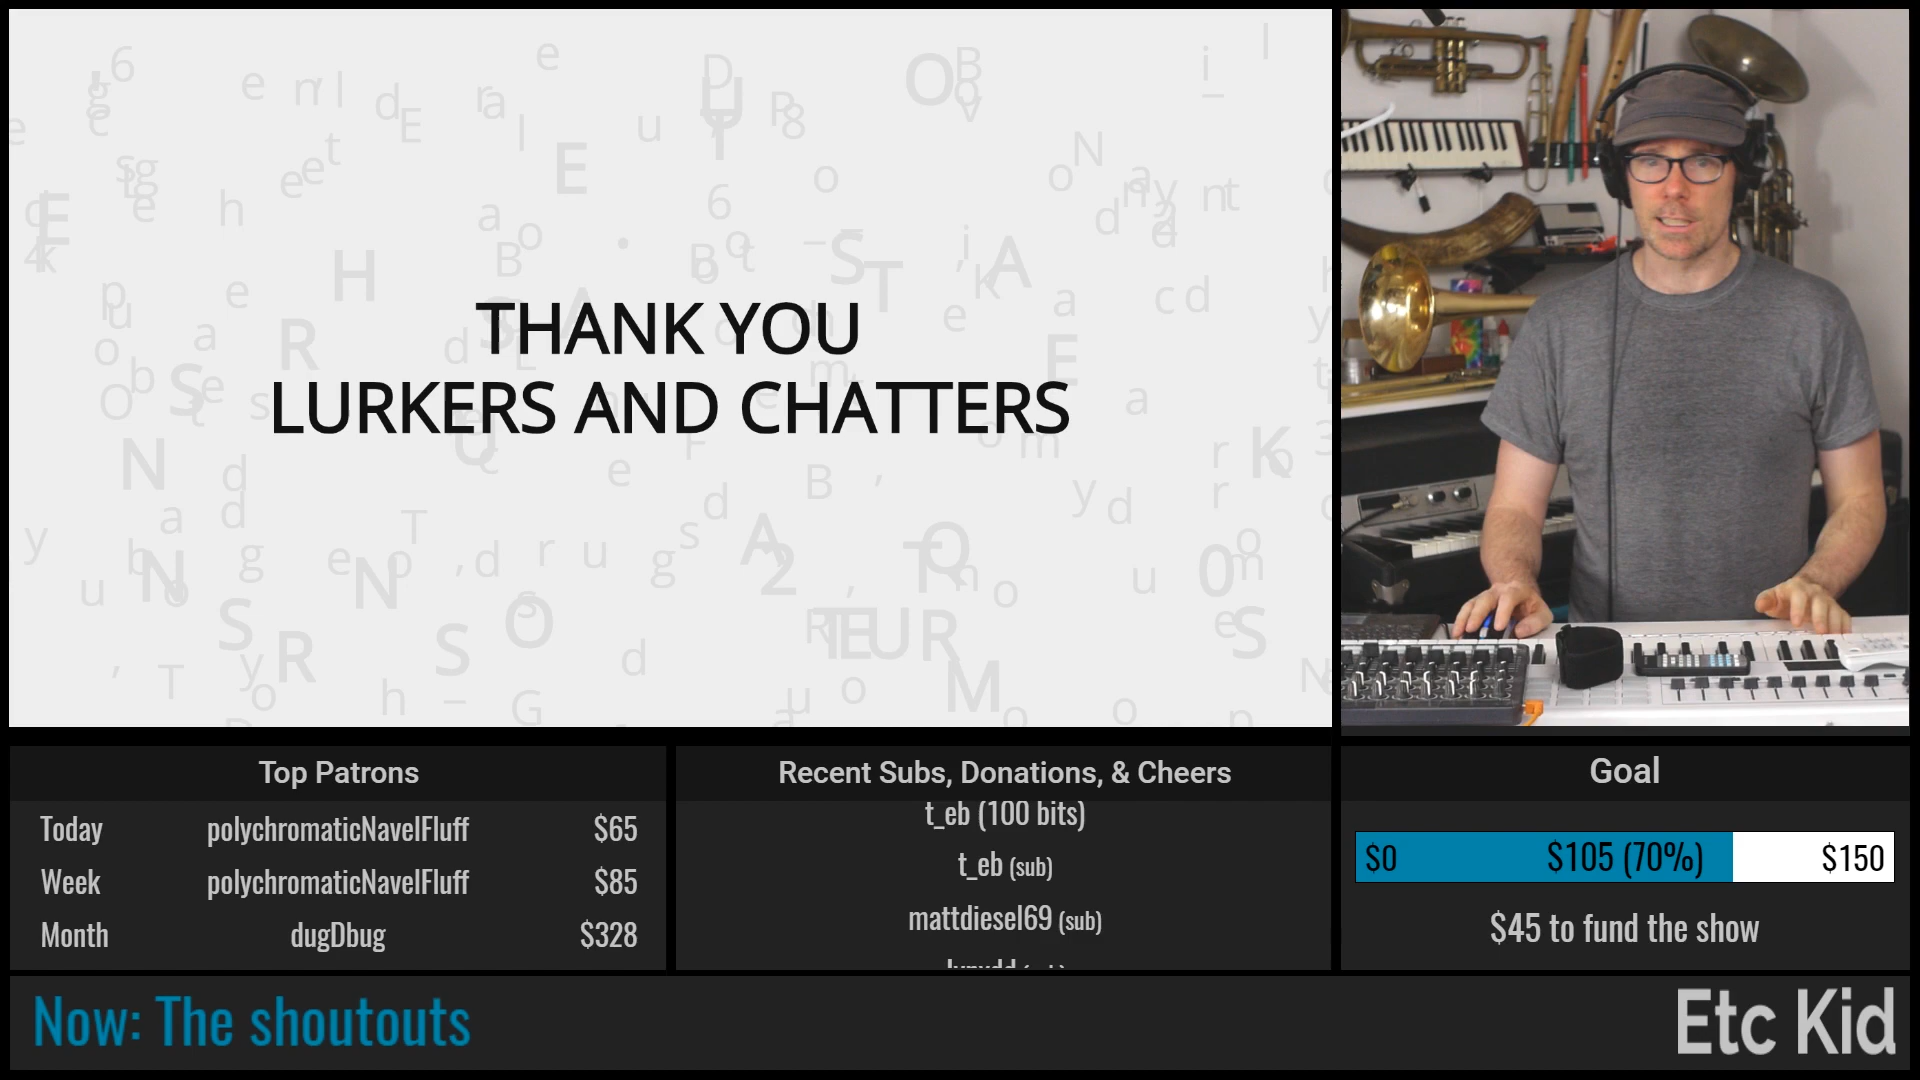 THANK YOU
LURKERS AND CHATTERS
Top Patrons
Today polychromaticNavelFluff $65
Week polychromaticNavelFluff $85
Month dugDbug $328
Recent Subs, Donations, & Cheers
t_eb (100 bits)
t_eb (sub)
mattdiesel69 (sub)
Goal
$0 $105 (70%) $150
$45 to fund the show
Now: The shoutouts
Etc Kid